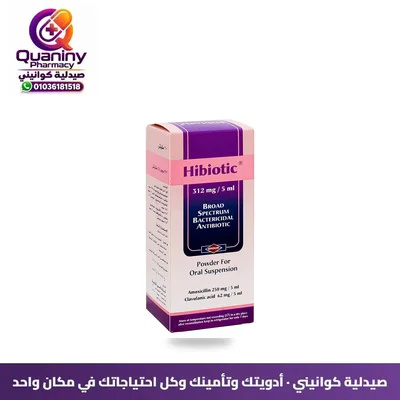 Quaniny
Pharmacy
صيدلية كوانيني
01036181518
Hibiotic®
312 mg / 5 ml
BROAD
SPECTRUM
BACTERICIDAL
ANTIBIOTIC
Powder For
Oral Suspension
Amoxicillin 250 mg / 5 ml
Clavulanic acid 62 mg / 5 ml
صيدلية كوانيني - أدويتك وتأمينك وكل احتياجاتك في مكان واحد